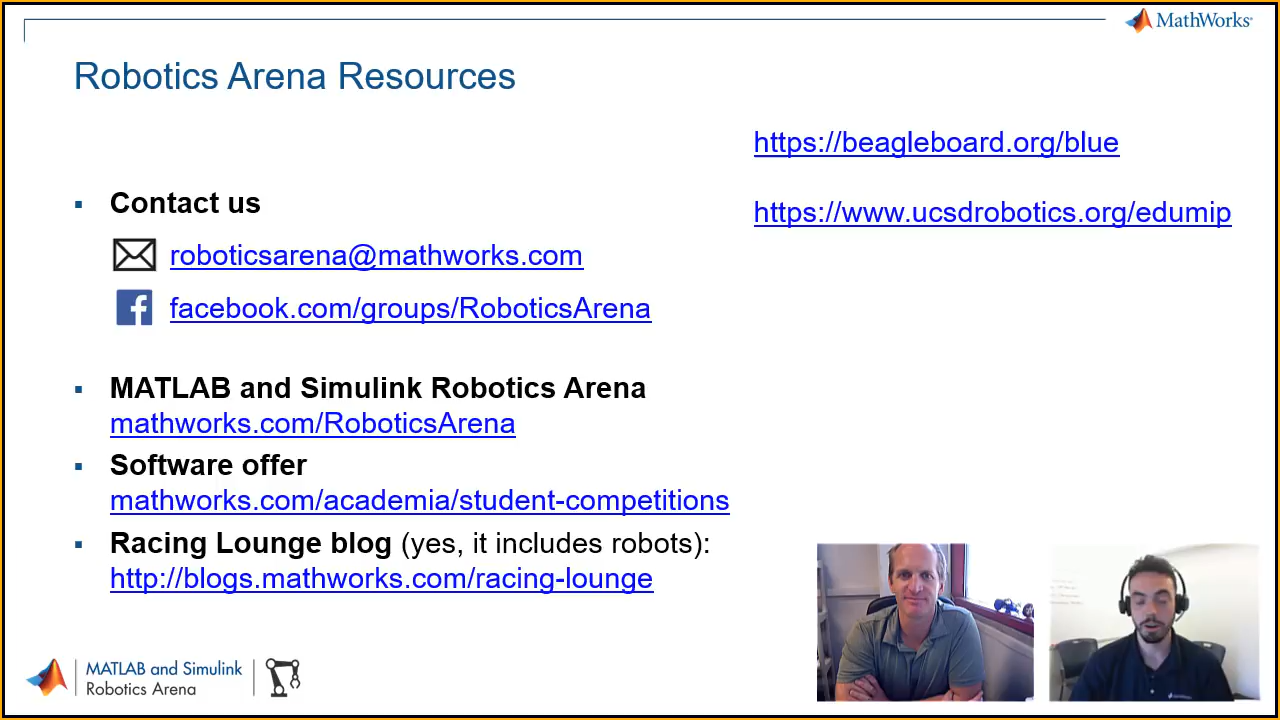 MathWorks®
Robotics Arena Resources
https://beagleboard.org/blue
https://www.ucsdrobotics.org/edumip
Contact us
roboticsarena@mathworks.com
facebook.com/groups/RoboticsArena
MATLAB and Simulink Robotics Arena
mathworks.com/RoboticsArena
Software offer
mathworks.com/academia/student-competitions
Racing Lounge blog (yes, it includes robots):
http://blogs.mathworks.com/racing-lounge
MATLAB and Simulink
Robotics Arena